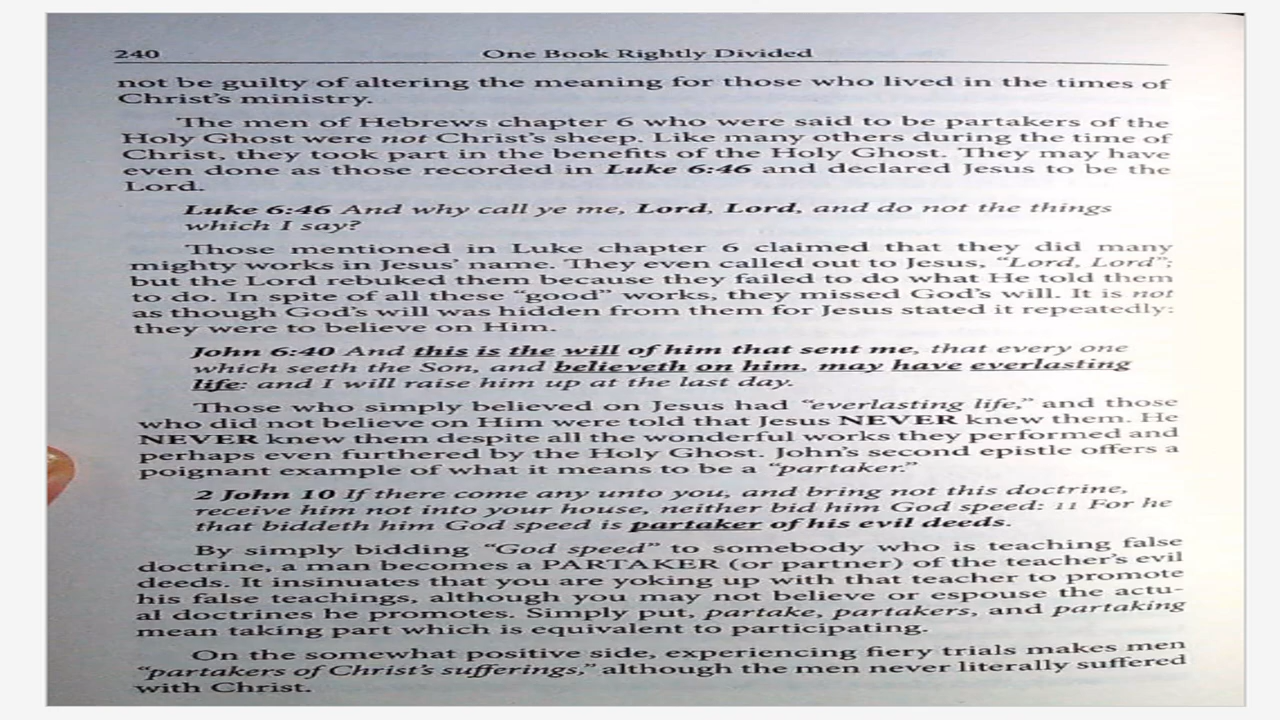 240 One Book Rightly Divided
not be guilty of altering the meaning for those who lived in the times of
Christ's ministry.
The men of Hebrews chapter 6 who were said to be partakers of the
Holy Ghost were not Christ's sheep. Like many others during the time of
Christ, they took part in the benefits of the Holy Ghost. They may have
even done as those recorded in Luke 6:46 and declared Jesus to be the
Lord.
Luke 6:46 And why call ye me, Lord, Lord, and do not the things
which I say?
Those mentioned in Luke chapter 6 claimed that they did many
mighty works in Jesus' name. They even called out to Jesus, "Lord, Lord";
but the Lord rebuked them because they failed to do what He told them
to do. In spite of all these "good" works, they missed God's will. It is not
as though God's will was hidden from them for Jesus stated it repeatedly:
they were to believe on Him.
John 6:40 And this is the will of him that sent me, that every one
which seeth the Son, and believeth on him, may have everlasting
life: and I will raise him up at the last day.
Those who simply believed on Jesus had "everlasting life," and those
who did not believe on Him were told that Jesus NEVER knew them. He
NEVER knew them despite all the wonderful works they performed and
perhaps even furthered by the Holy Ghost. John's second epistle offers a
poignant example of what it means to be a "partaker."
2 John 10 If there come any unto you, and bring not this doctrine,
receive him not into your house, neither bid him God speed: 11 For he
that biddeth him God speed is partaker of his evil deeds.
By simply bidding "God speed" to somebody who is teaching false
doctrine, a man becomes a PARTAKER (or partner) of the teacher's evil
deeds. It insinuates that you are yoking up with that teacher to promote
his false teachings, although you may not believe or espouse the actu-
al doctrines he promotes. Simply put, partake, partakers, and partaking
mean taking part which is equivalent to participating.
On the somewhat positive side, experiencing fiery trials makes men
"partakers of Christ's sufferings," although the men never literally suffered
with Christ.